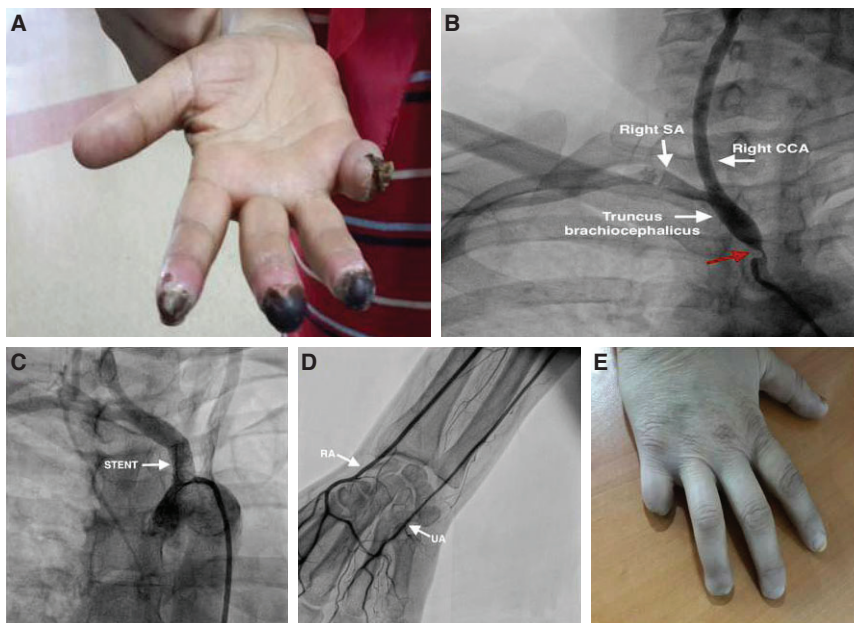 A
B
Right SA
Right CCA
Truncus
brachiocephalicus
C
STENT
D
RA
UA
E